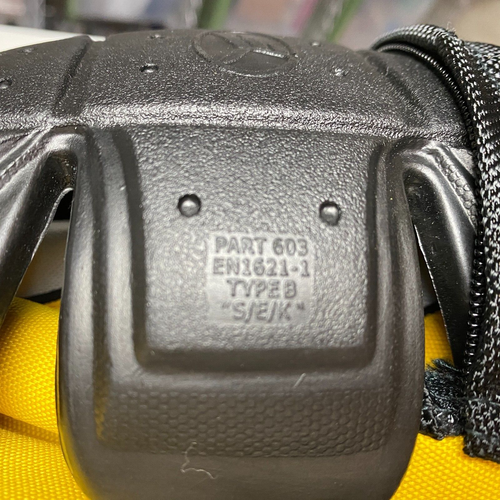 PART 603
EN1621-1
TYPE B
"S/E/K"